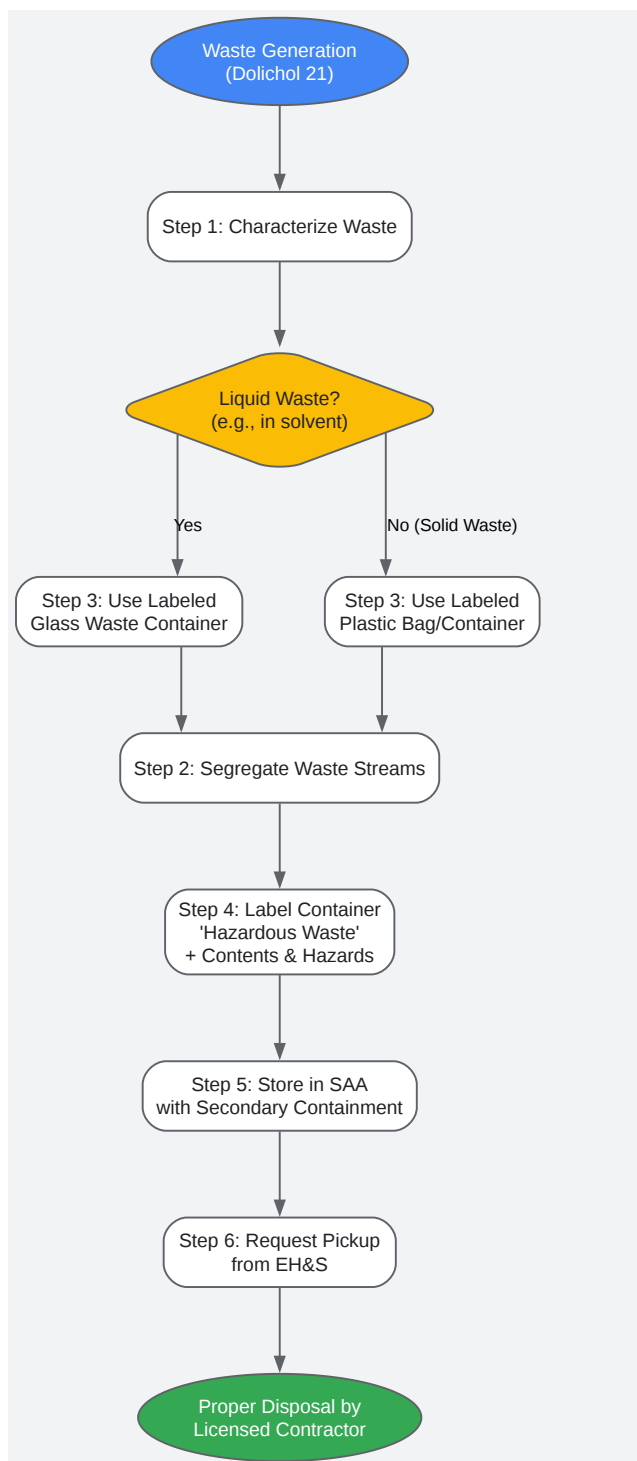 Waste Generation
(Dolichol 21)
Step 1: Characterize Waste
Liquid Waste?
(e.g., in solvent)
Yes
No (Solid Waste)
Step 3: Use Labeled
Glass Waste Container
Step 3: Use Labeled
Plastic Bag/Container
Step 2: Segregate Waste Streams
Step 4: Label Container
'Hazardous Waste'
+ Contents & Hazards
Step 5: Store in SAA
with Secondary Containment
Step 6: Request Pickup
from EH&S
Proper Disposal by
Licensed Contractor